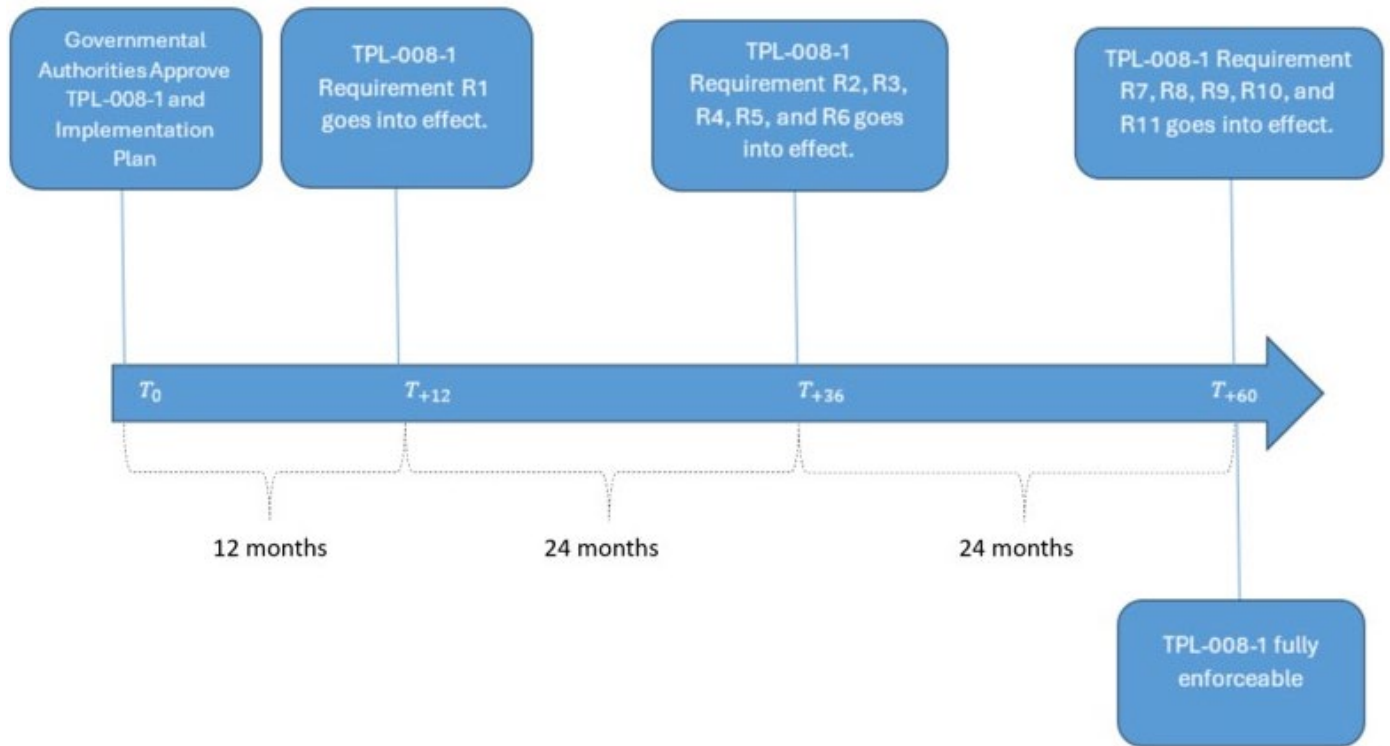 Governmental
Authorities Approve
TPL-008-1 and
Implementation
Plan
TPL-008-1
Requirement R1
goes into effect.
TPL-008-1
Requirement R2, R3,
R4, R5, and R6 goes
into effect.
TPL-008-1 Requirement
R7, R8, R9, R10, and
R11 goes into effect.
T₀
T₊₁₂
T₊₃₆
T₊₆₀
12 months
24 months
24 months
TPL-008-1 fully
enforceable